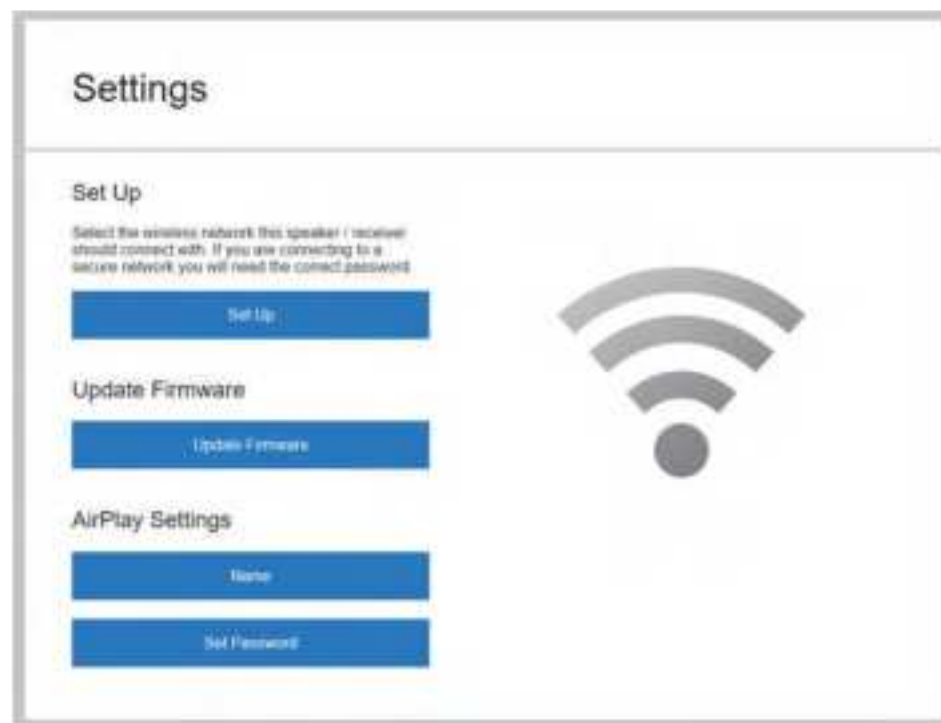 Settings
Set Up
Select the wireless network this speaker / receiver
should connect with. If you are connecting to a
secure network you will need the correct password
Set Up
Update Firmware
Update Firmware
AirPlay Settings
Name
Set Password